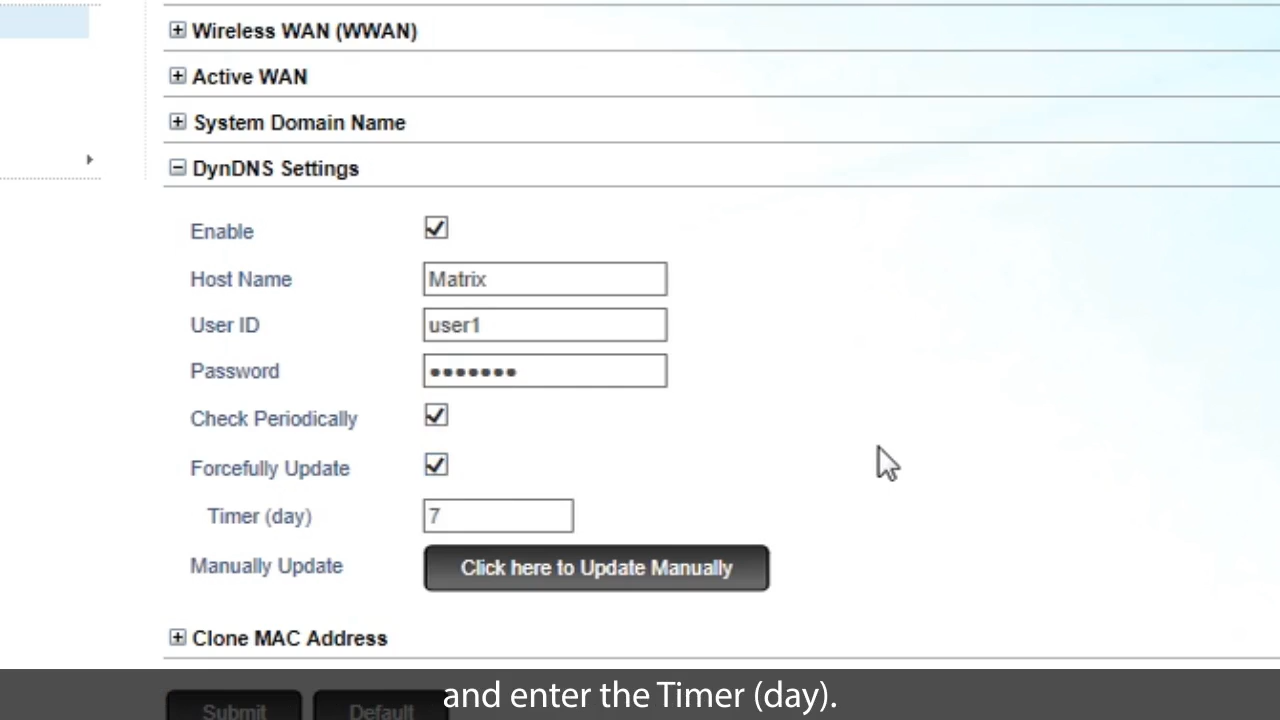 Wireless WAN (WWAN)
Active WAN
System Domain Name
DynDNS Settings
Enable
Host Name Matrix
User ID user1
Password •••••••
Check Periodically
Forcefully Update
Timer (day) 7
Manually Update Click here to Update Manually
Clone MAC Address
Submit Default
and enter the Timer (day).